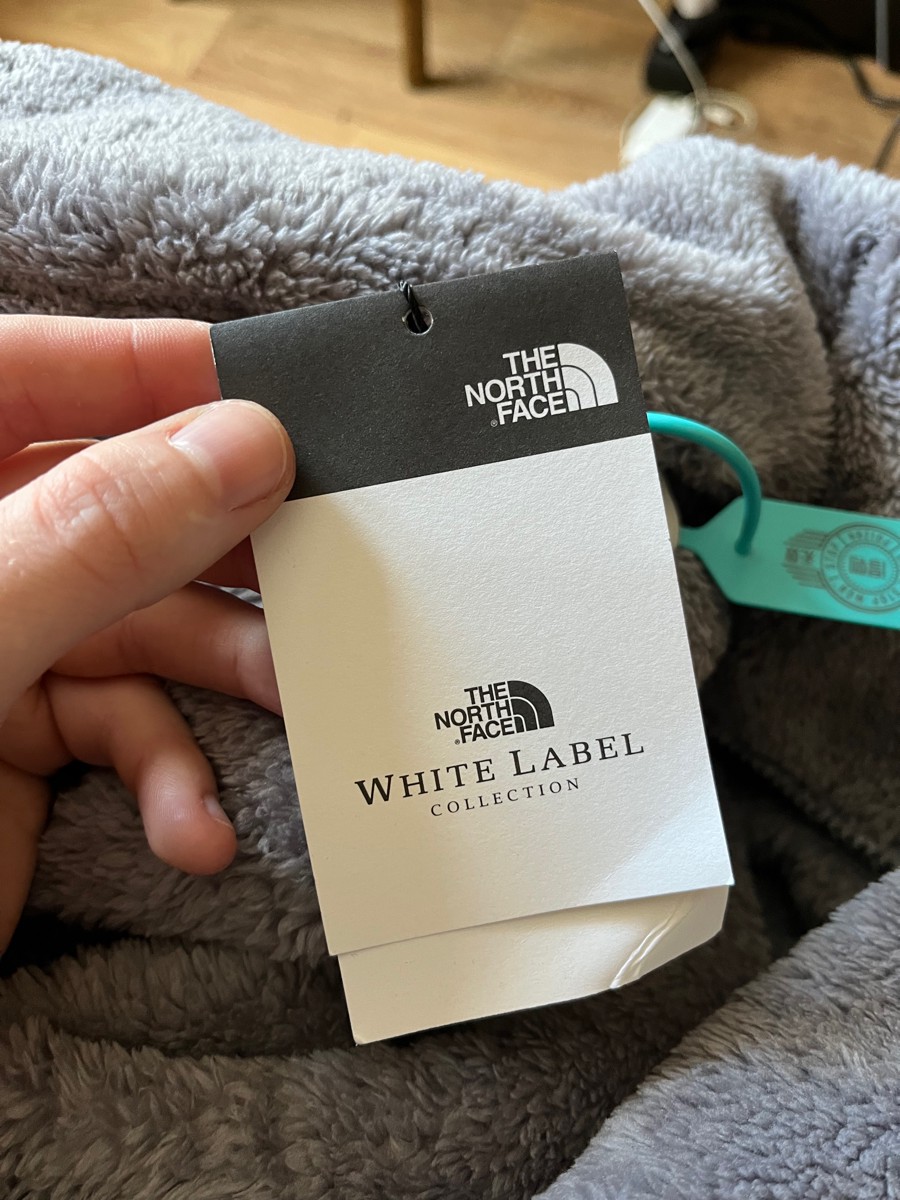 THE
NORTH
FACE
®
THE
NORTH
FACE
®
WHITE LABEL
COLLECTION